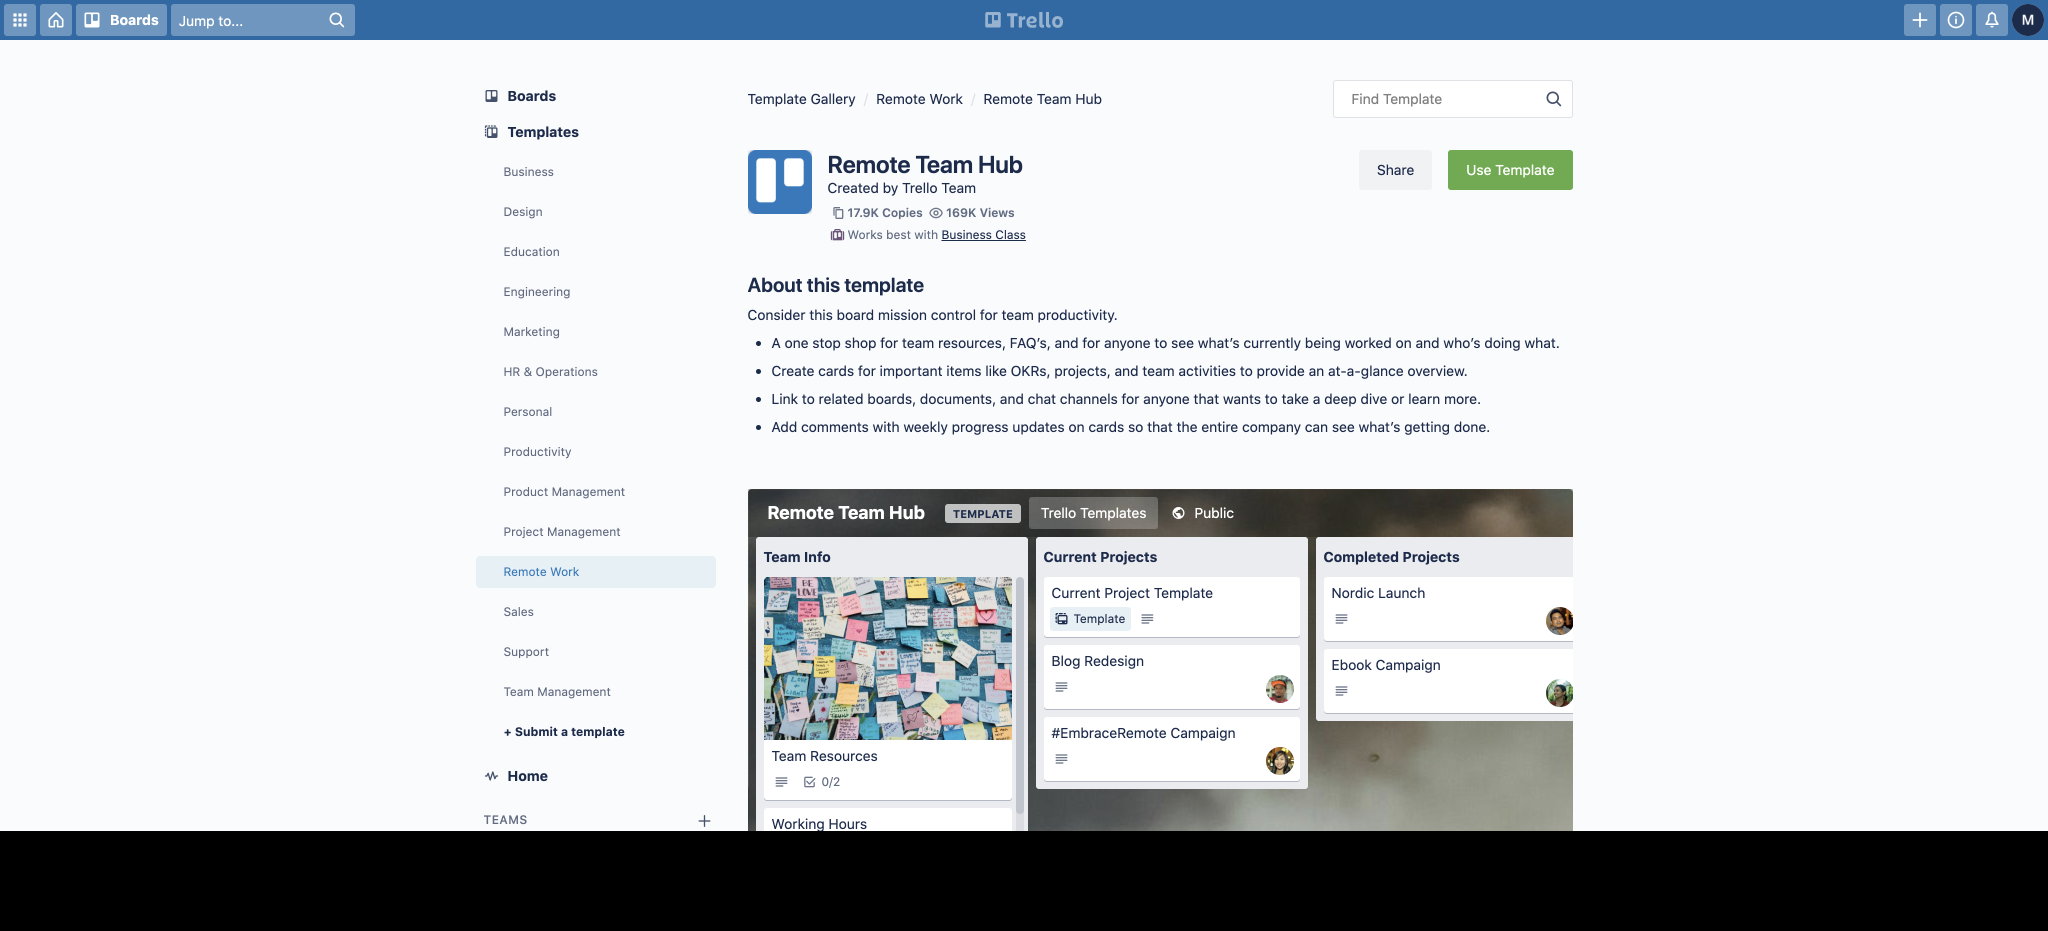 Boards
Jump to...
Trello
M
Boards
Templates
Business
Design
Education
Engineering
Marketing
HR & Operations
Personal
Productivity
Product Management
Project Management
Remote Work
Sales
Support
Team Management
+ Submit a template
Home
TEAMS
Template Gallery / Remote Work / Remote Team Hub
Find Template
Remote Team Hub
Created by Trello Team
17.9K Copies 169K Views
Works best with Business Class
Share
Use Template
About this template
Consider this board mission control for team productivity.
• A one stop shop for team resources, FAQ’s, and for anyone to see what’s currently being worked on and who’s doing what.
• Create cards for important items like OKRs, projects, and team activities to provide an at-a-glance overview.
• Link to related boards, documents, and chat channels for anyone that wants to take a deep dive or learn more.
• Add comments with weekly progress updates on cards so that the entire company can see what’s getting done.
Remote Team Hub TEMPLATE Trello Templates Public
Team Info
BE
LOVE
Team Resources
0/2
Working Hours
Current Projects
Current Project Template
Template
Blog Redesign
#EmbraceRemote Campaign
Completed Projects
Nordic Launch
Ebook Campaign